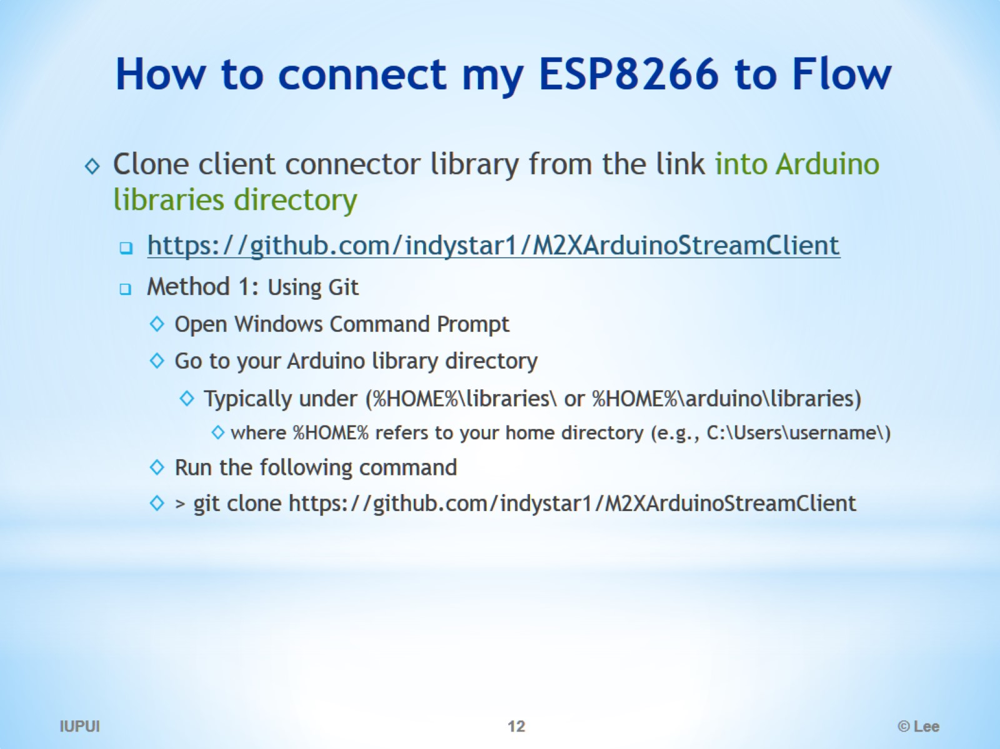 How to connect my ESP8266 to Flow
Clone client connector library from the link into Arduino
libraries directory
https://github.com/indystar1/M2XArduinoStreamClient
Method 1: Using Git
Open Windows Command Prompt
Go to your Arduino library directory
Typically under (%HOME%\libraries\ or %HOME%\arduino\libraries)
where %HOME% refers to your home directory (e.g., C:\Users\username\)
Run the following command
> git clone https://github.com/indystar1/M2XArduinoStreamClient
IUPUI 12 © Lee